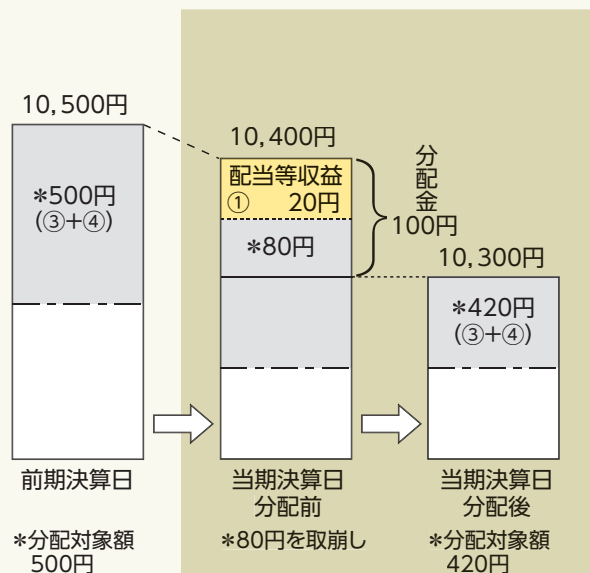 10,500円
＊500円
(③+④)
前期決算日
＊分配対象額
500円
10,400円
配当等収益
① 20円
＊80円
分配金
100円
当期決算日
分配前
＊80円を取崩し
10,300円
＊420円
(③+④)
当期決算日
分配後
＊分配対象額
420円